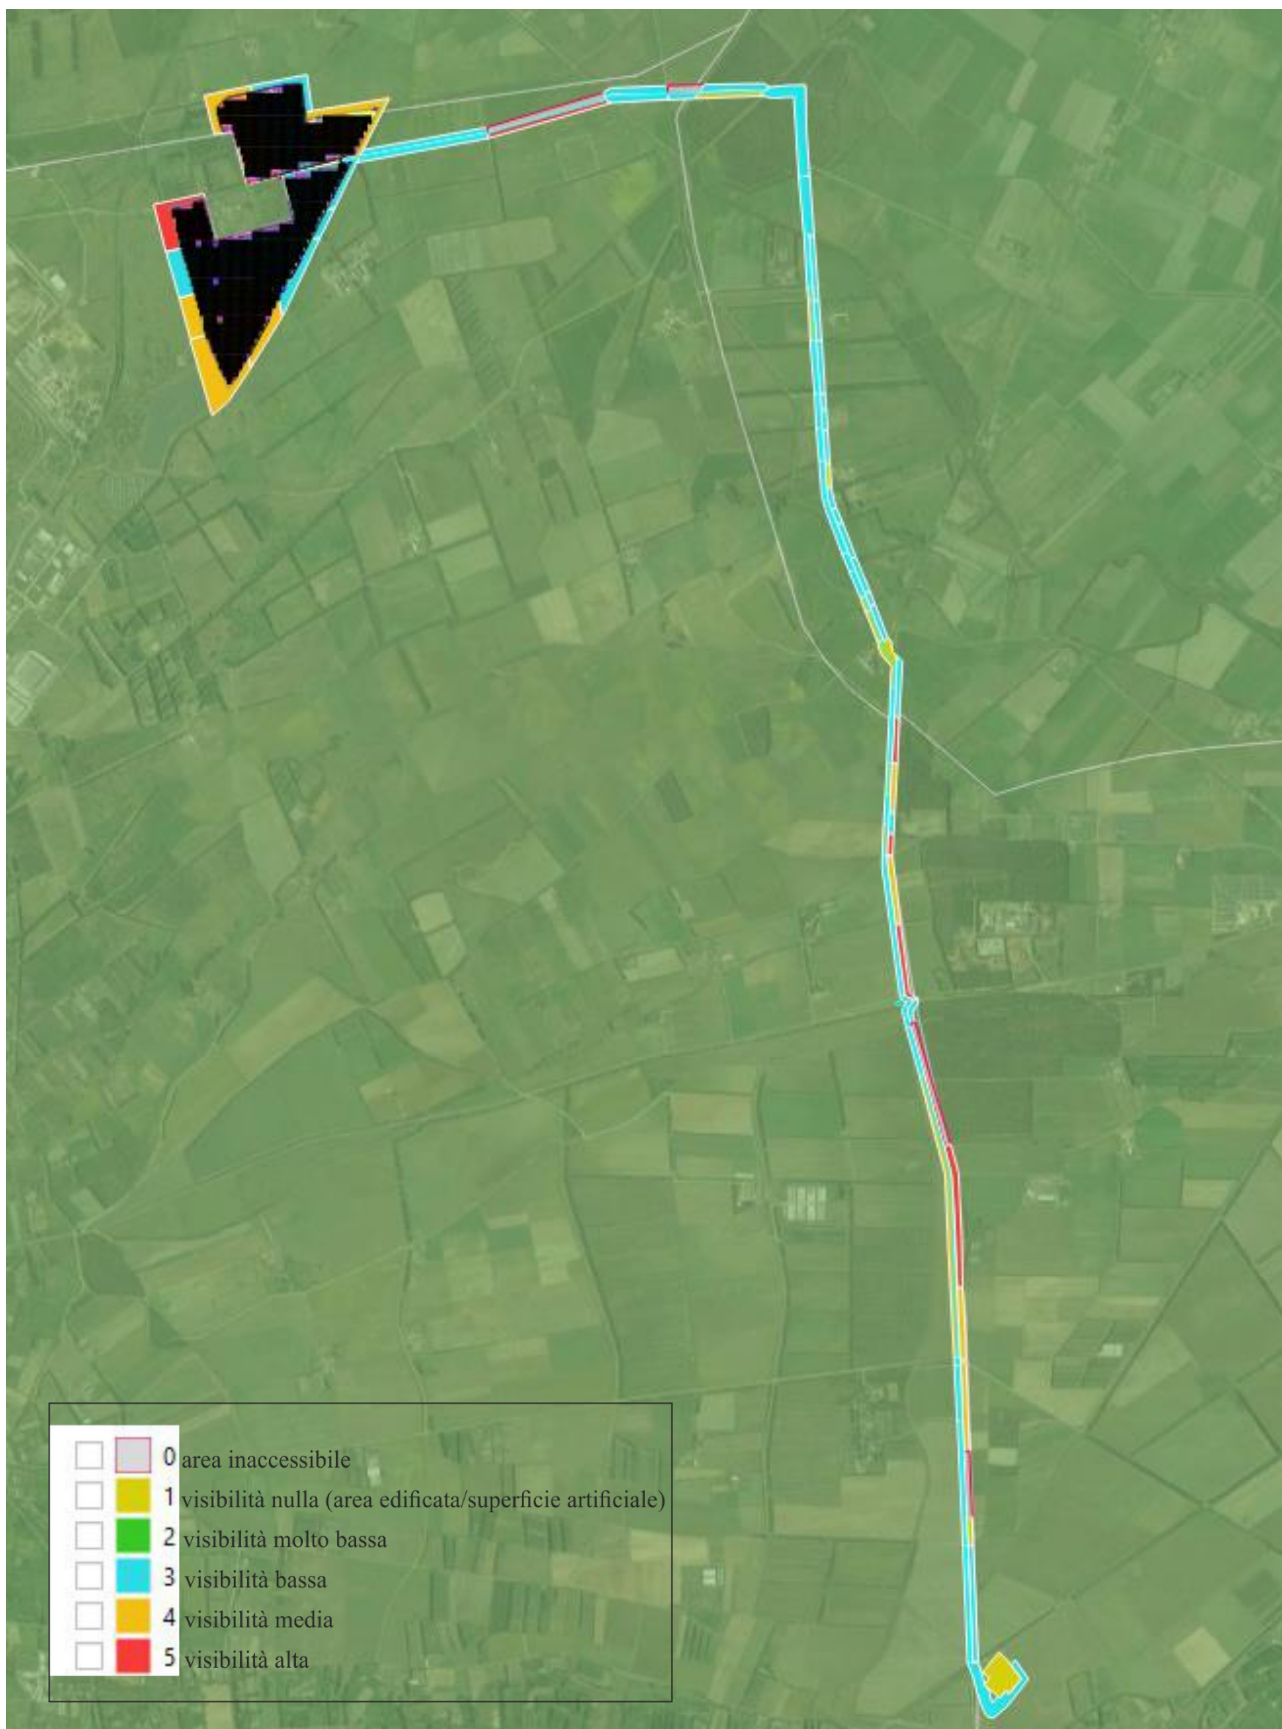 0 area inaccessibile
1 visibilità nulla (area edificata/superficie artificiale)
2 visibilità molto bassa
3 visibilità bassa
4 visibilità media
5 visibilità alta